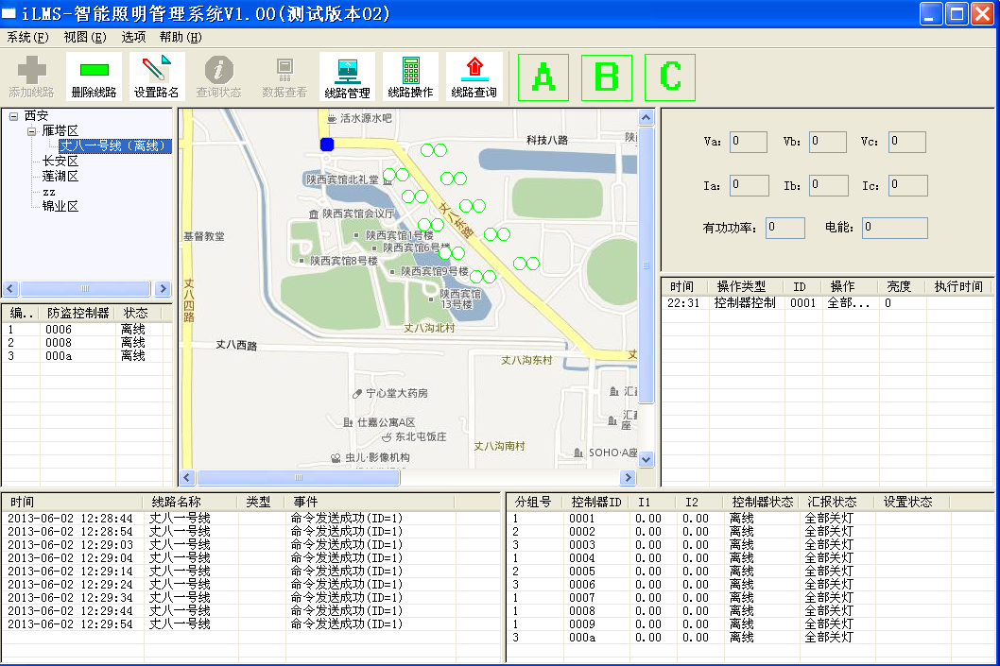 iLMS-智能照明管理系统V1.00(测试版本02)
系统(F) 视图(E) 选项 帮助(H)
添加线路 删除线路 设置路名 查询状态 数据查看 线路管理 线路操作 线路查询 A B C
西安
雁塔区
丈八一号线(离线)
长安区
莲湖区
zz
锦业区
编.. 防盗控制器 状态
1 0006 离线
2 0008 离线
3 000a 离线
活水源水吧
科技八路
陕
陕西宾馆北礼堂
陕西宾馆会议厅
丈八东路
基督教堂
陕西宾馆1号楼
陕西宾馆6号楼
陕西宾馆8号楼
陕西宾馆9号楼
陕西宾馆
13号楼
丈八四路
丈八沟北村
丈八西路
丈
丈八沟东村
宁心堂大药房
汇
仕嘉公寓A区
汇
座
东北屯饭庄
丈八沟南村
SOHO·A座
虫儿·影像机构
Va: 0 Vb: 0 Vc: 0
Ia: 0 Ib: 0 Ic: 0
有功功率: 0 电能: 0
时间 操作类型 ID 操作 亮度 执行时间
22:31 控制器控制 0001 全部... 0
时间 线路名称 类型 事件
2013-06-02 12:28:44 丈八一号线 命令发送成功(ID=1)
2013-06-02 12:28:54 丈八一号线 命令发送成功(ID=1)
2013-06-02 12:29:03 丈八一号线 命令发送成功(ID=1)
2013-06-02 12:29:04 丈八一号线 命令发送成功(ID=1)
2013-06-02 12:29:14 丈八一号线 命令发送成功(ID=1)
2013-06-02 12:29:24 丈八一号线 命令发送成功(ID=1)
2013-06-02 12:29:34 丈八一号线 命令发送成功(ID=1)
2013-06-02 12:29:44 丈八一号线 命令发送成功(ID=1)
2013-06-02 12:29:54 丈八一号线 命令发送成功(ID=1)
分组号 控制器ID I1 I2 控制器状态 汇报状态 设置状态
1 0001 0.00 0.00 离线 全部关灯
2 0002 0.00 0.00 离线 全部关灯
3 0003 0.00 0.00 离线 全部关灯
1 0004 0.00 0.00 离线 全部关灯
2 0005 0.00 0.00 离线 全部关灯
3 0006 0.00 0.00 离线 全部关灯
1 0007 0.00 0.00 离线 全部关灯
1 0008 0.00 0.00 离线 全部关灯
1 0009 0.00 0.00 离线 全部关灯
3 000a 0.00 0.00 离线 全部关灯